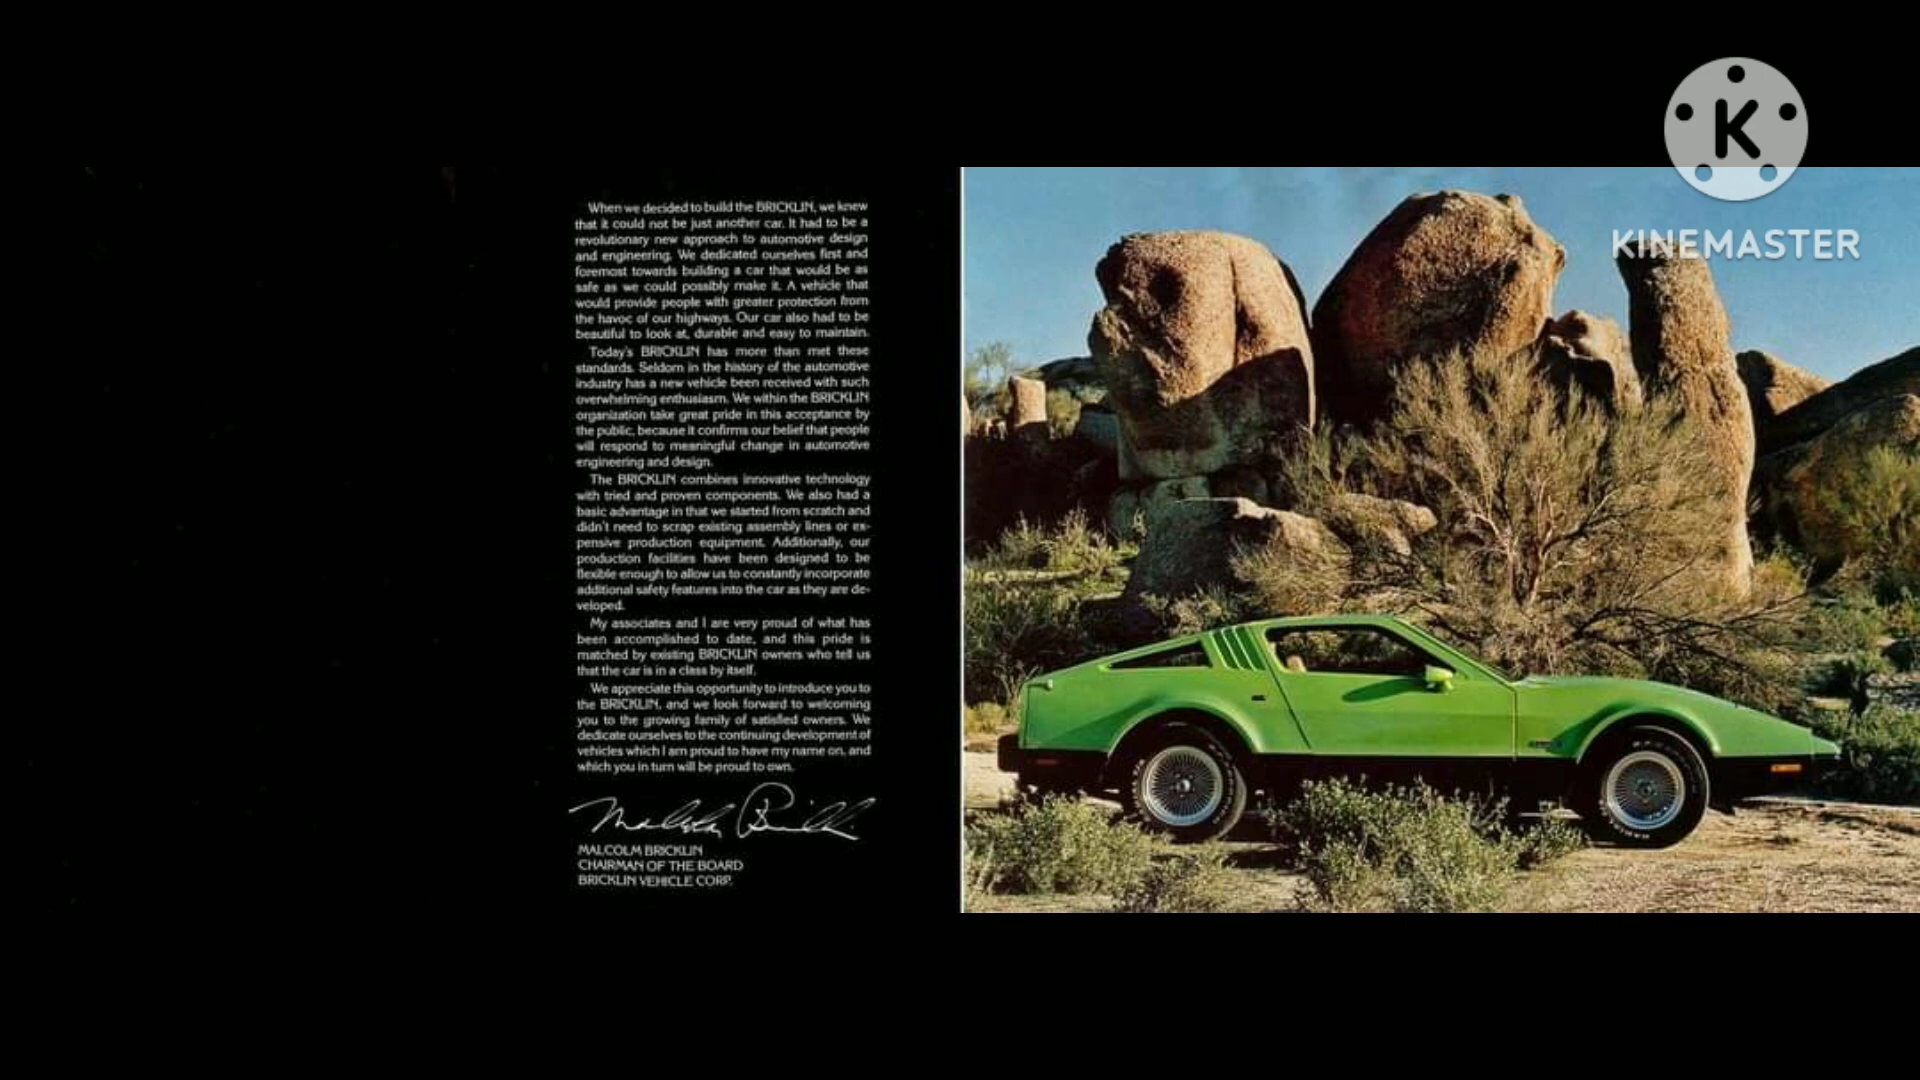 When we decided to build the BRICKLIN, we knew
that it could not be just another car. It had to be a
revolutionary new approach to automotive design
and engineering. We dedicated ourselves first and
foremost towards building a car that would be as
safe as we could possibly make it. A vehicle that
would provide people with greater protection from
the havoc of our highways. Our car also had to be
beautiful to look at, durable and easy to maintain.
Today's BRICKLIN has more than met these
standards. Seldom in the history of the automotive
industry has a new vehicle been received with such
overwhelming enthusiasm. We within the BRICKLIN
organization take great pride in this acceptance by
the public, because it confirms our belief that people
will respond to meaningful change in automotive
engineering and design.
The BRICKLIN combines innovative technology
with tried and proven components. We also had a
basic advantage in that we started from scratch and
didn't need to scrap existing assembly lines or ex-
pensive production equipment. Additionally, our
production facilities have been designed to be
flexible enough to allow us to constantly incorporate
additional safety features into the car as they are de-
veloped.
My associates and I are very proud of what has
been accomplished to date, and this pride is
matched by existing BRICKLIN owners who tell us
that the car is in a class by itself.
We appreciate this opportunity to introduce you to
the BRICKLIN, and we look forward to welcoming
you to the growing family of satisfied owners. We
dedicate ourselves to the continuing development of
vehicles which I am proud to have my name on, and
which you in turn will be proud to own.
Malcolm Bricklin
MALCOLM BRICKLIN
CHAIRMAN OF THE BOARD
BRICKLIN VEHICLE CORP.
K
KINEMASTER